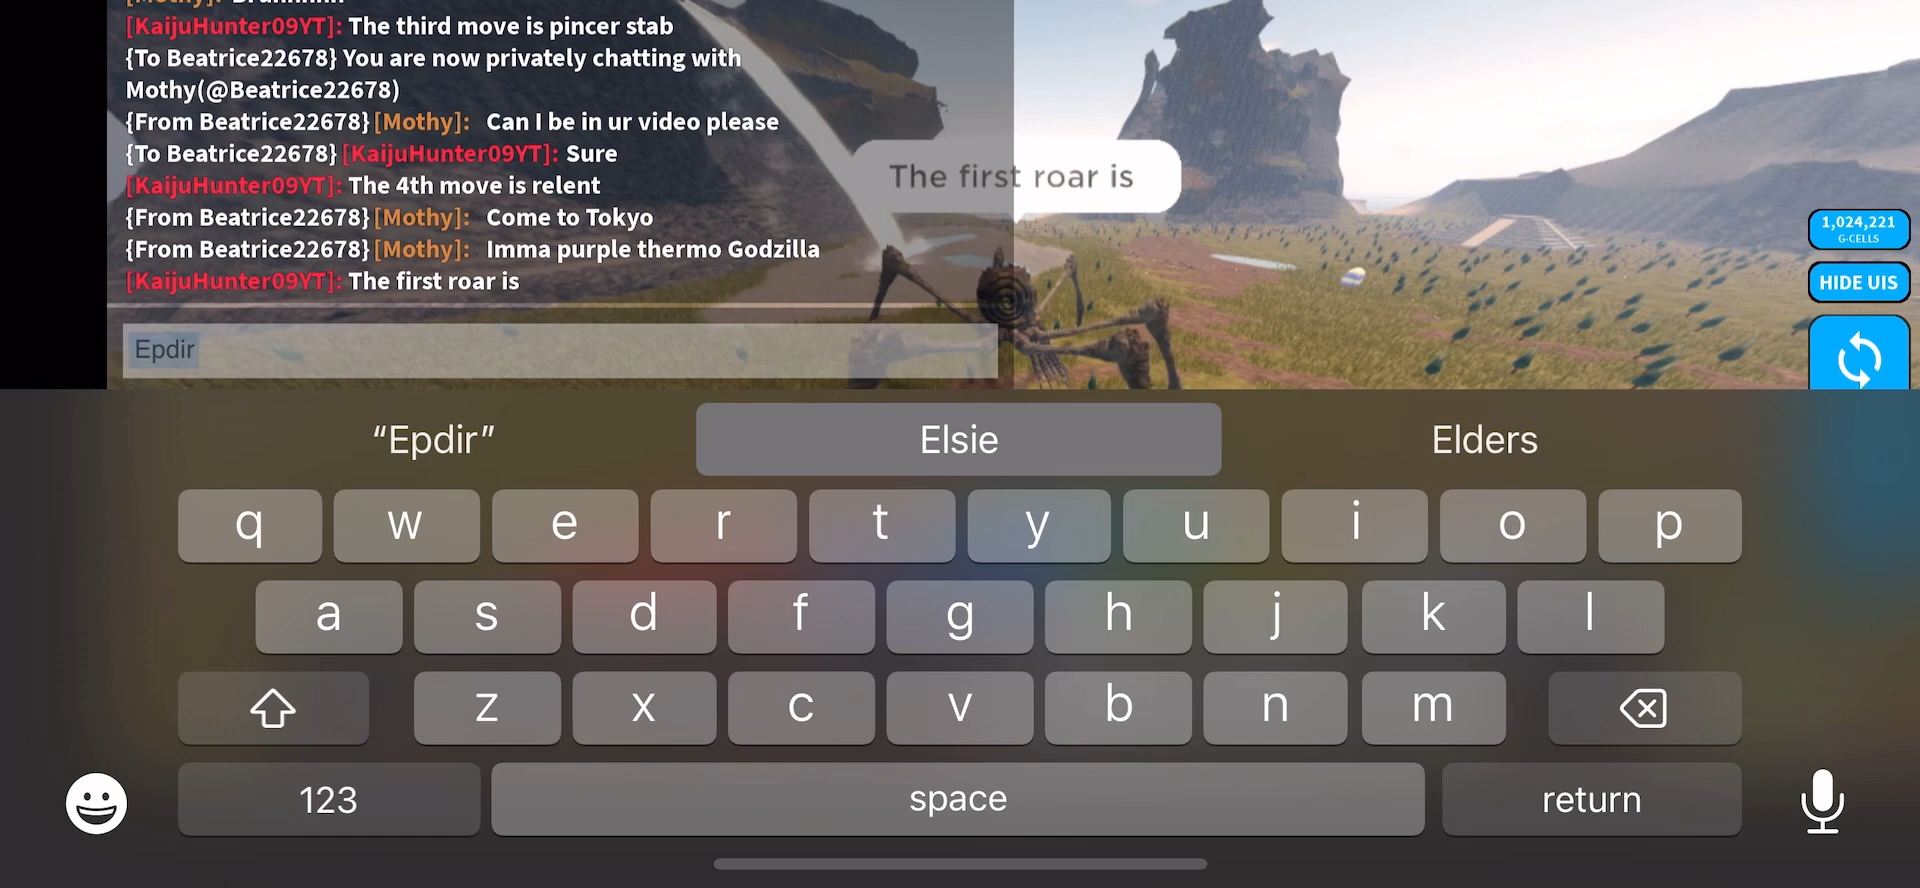 [Mothy]:
[KaijuHunter09YT]: The third move is pincer stab
{To Beatrice22678} You are now privately chatting with
Mothy(@Beatrice22678)
{From Beatrice22678} [Mothy]: Can I be in ur video please
{To Beatrice22678} [KaijuHunter09YT]: Sure
[KaijuHunter09YT]: The 4th move is relent
{From Beatrice22678} [Mothy]: Come to Tokyo
{From Beatrice22678} [Mothy]: Imma purple thermo Godzilla
[KaijuHunter09YT]: The first roar is
The first roar is
1,024,221
G-CELLS
HIDE UIS
Epdir
“Epdir” Elsie Elders
q w e r t y u i o p
a s d f g h j k l
z x c v b n m
123 space return